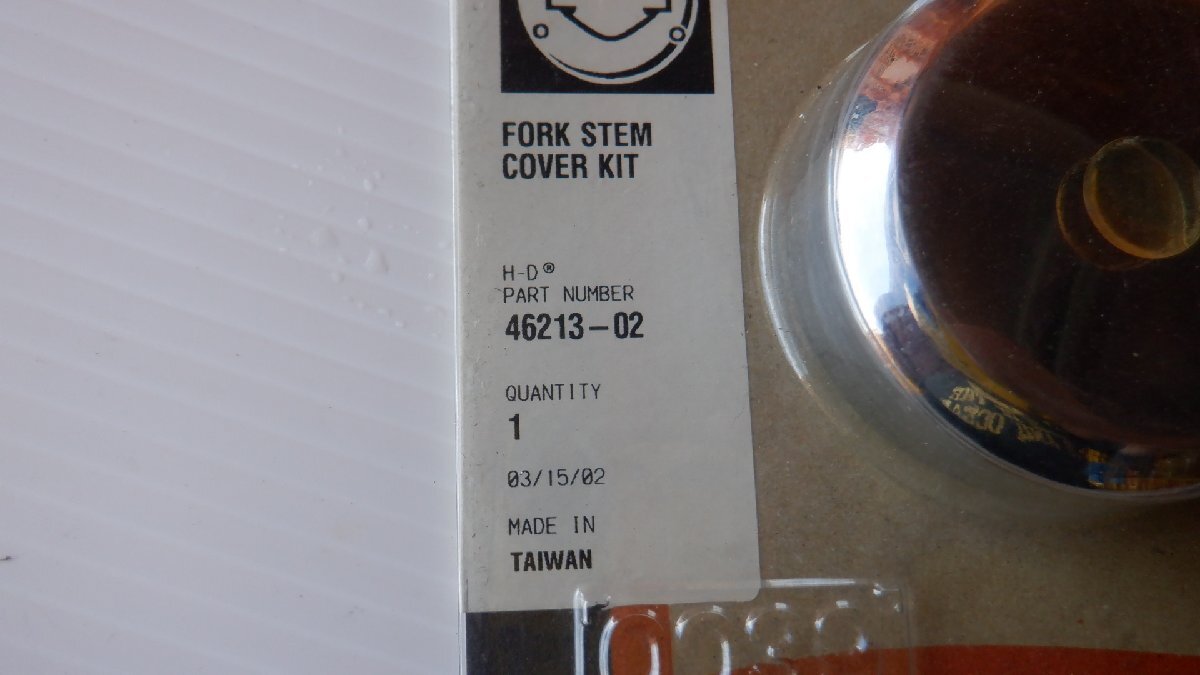 FORK STEM
COVER KIT
H-D®
PART NUMBER
46213-02
QUANTITY
1
03/15/02
MADE IN
TAIWAN